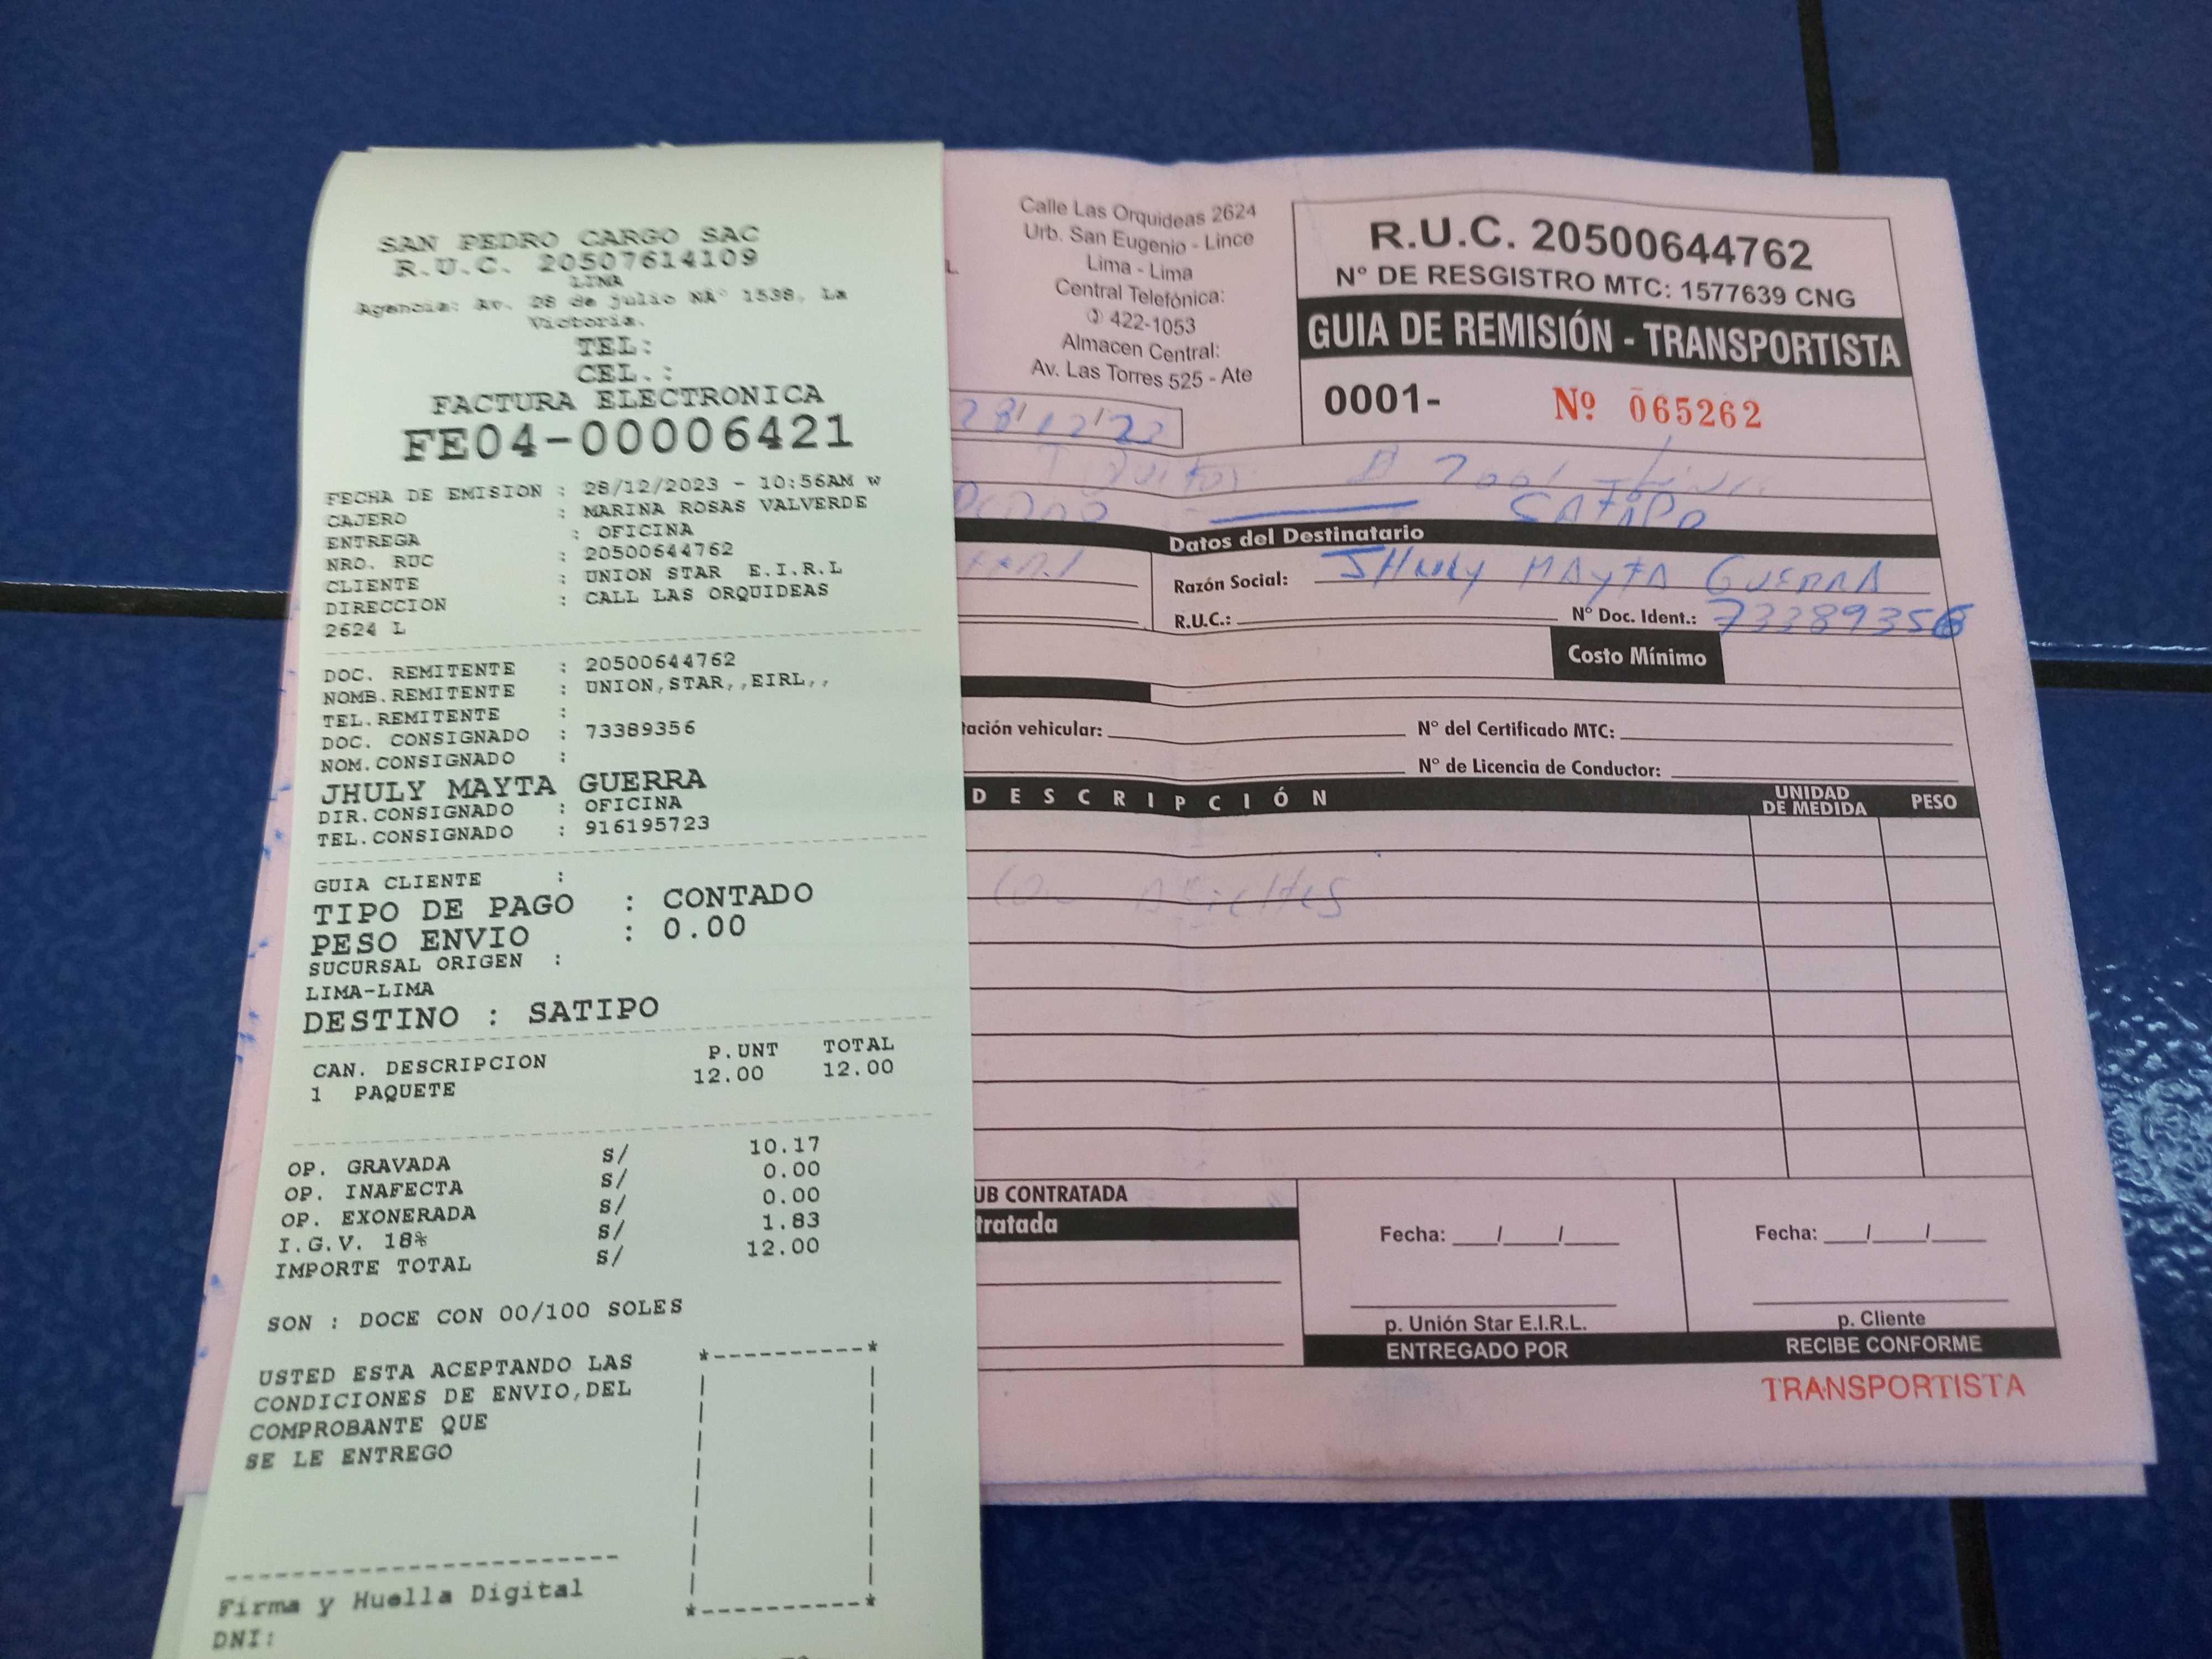 SAN PEDRO CARGO SAC
R.U.C. 20507614109
LIMA
Agencia: Av. 28 de julio NA° 1538, La
Victoria.
TEL:
CEL.:
FACTURA ELECTRONICA
FE04-00006421
FECHA DE EMISION : 28/12/2023 - 10:56AM w
CAJERO : MARINA ROSAS VALVERDE
ENTREGA : OFICINA
NRO. RUC : 20500644762
CLIENTE : UNION STAR E.I.R.L
DIRECCION : CALL LAS ORQUIDEAS
2624 L
DOC. REMITENTE : 20500644762
NOMB.REMITENTE : UNION,STAR,,EIRL,,
TEL.REMITENTE :
DOC. CONSIGNADO : 73389356
NOM.CONSIGNADO :
JHULY MAYTA GUERRA
DIR.CONSIGNADO : OFICINA
TEL.CONSIGNADO : 916195723
GUIA CLIENTE :
TIPO DE PAGO : CONTADO
PESO ENVIO : 0.00
SUCURSAL ORIGEN :
LIMA-LIMA
DESTINO : SATIPO
CAN. DESCRIPCION P.UNT TOTAL
1 PAQUETE 12.00 12.00
OP. GRAVADA S/ 10.17
OP. INAFECTA S/ 0.00
OP. EXONERADA S/ 0.00
I.G.V. 18% S/ 1.83
IMPORTE TOTAL S/ 12.00
SON : DOCE CON 00/100 SOLES
USTED ESTA ACEPTANDO LAS
CONDICIONES DE ENVIO,DEL
COMPROBANTE QUE
SE LE ENTREGO
Firma y Huella Digital
DNI:
L
Calle Las Orquideas 2624
Urb. San Eugenio - Lince
Lima - Lima
Central Telefónica:
422-1053
Almacen Central:
Av. Las Torres 525 - Ate
R.U.C. 20500644762
N° DE RESGISTRO MTC: 1577639 CNG
GUIA DE REMISIÓN - TRANSPORTISTA
0001- Nº 065262
28/12/23
SATIPO
Datos del Destinatario
Razón Social: JHULY MAYTA GUERRA
R.U.C.: N° Doc. Ident.: 73389356
Costo Mínimo
tación vehicular: N° del Certificado MTC:
N° de Licencia de Conductor:
DESCRIPCIÓN UNIDAD DE MEDIDA PESO
UB CONTRATADA
tratada
Fecha: ___/___/___
p. Unión Star E.I.R.L.
ENTREGADO POR
Fecha: ___/___/___
p. Cliente
RECIBE CONFORME
TRANSPORTISTA